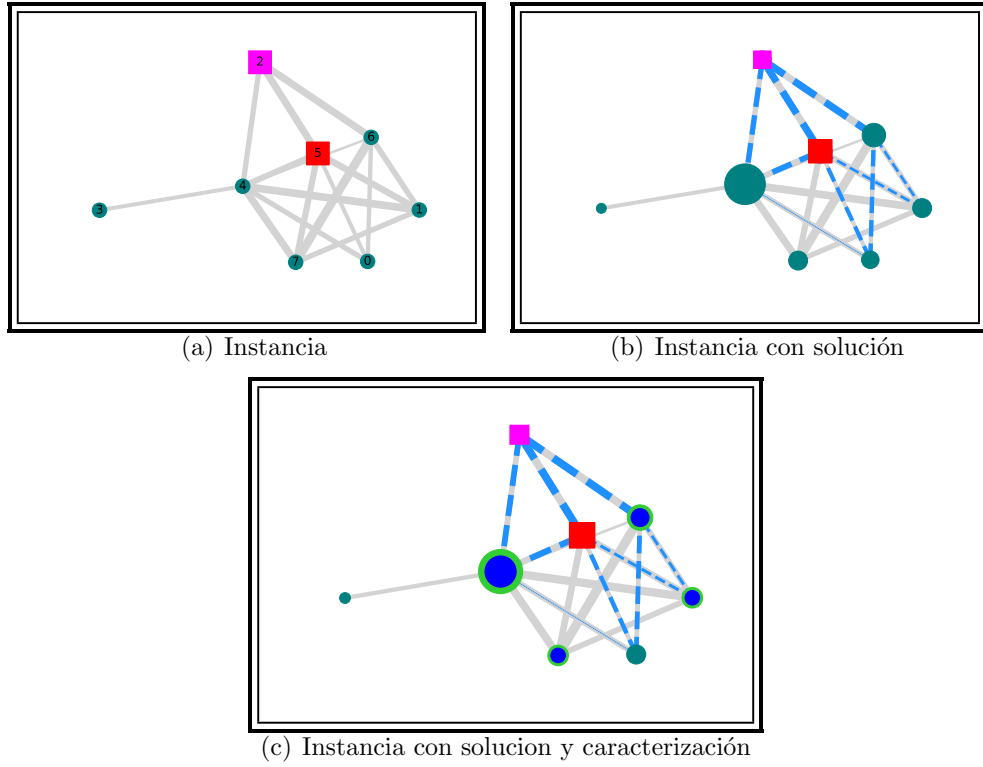 2
6
5
4
3
1
7
0
(a) Instancia
(b) Instancia con solución
(c) Instancia con solucion y caracterización